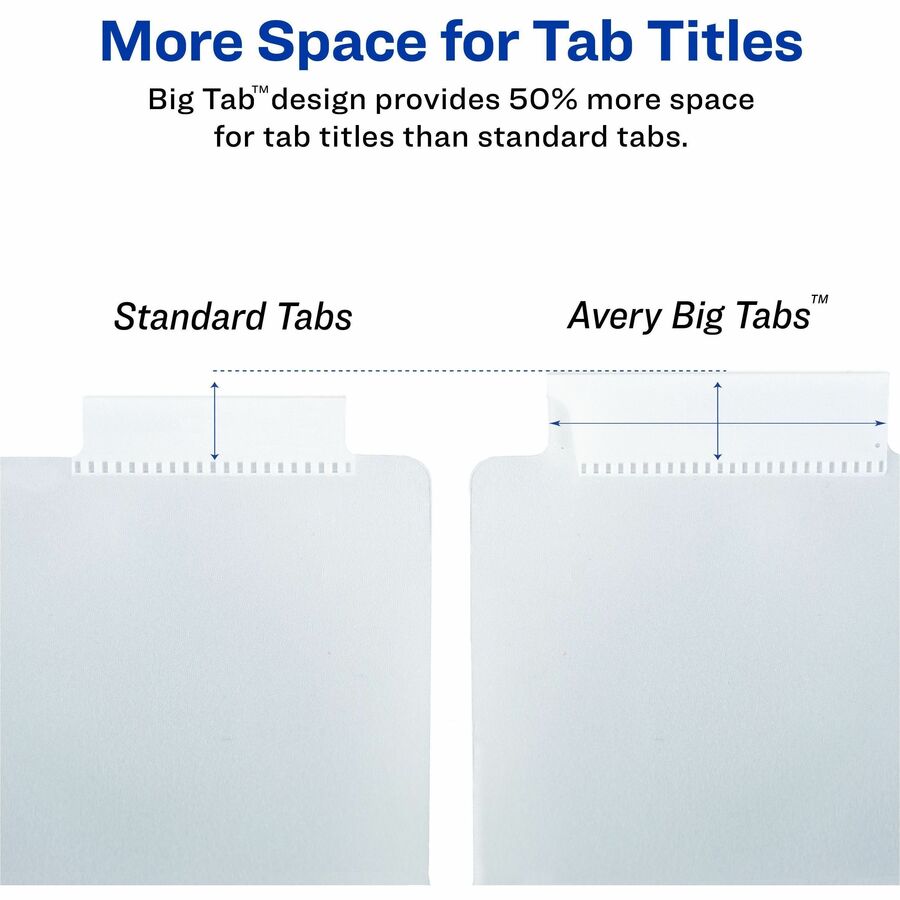 More Space for Tab Titles
Big Tab™ design provides 50% more space
for tab titles than standard tabs.
Standard Tabs
Avery Big Tabs™